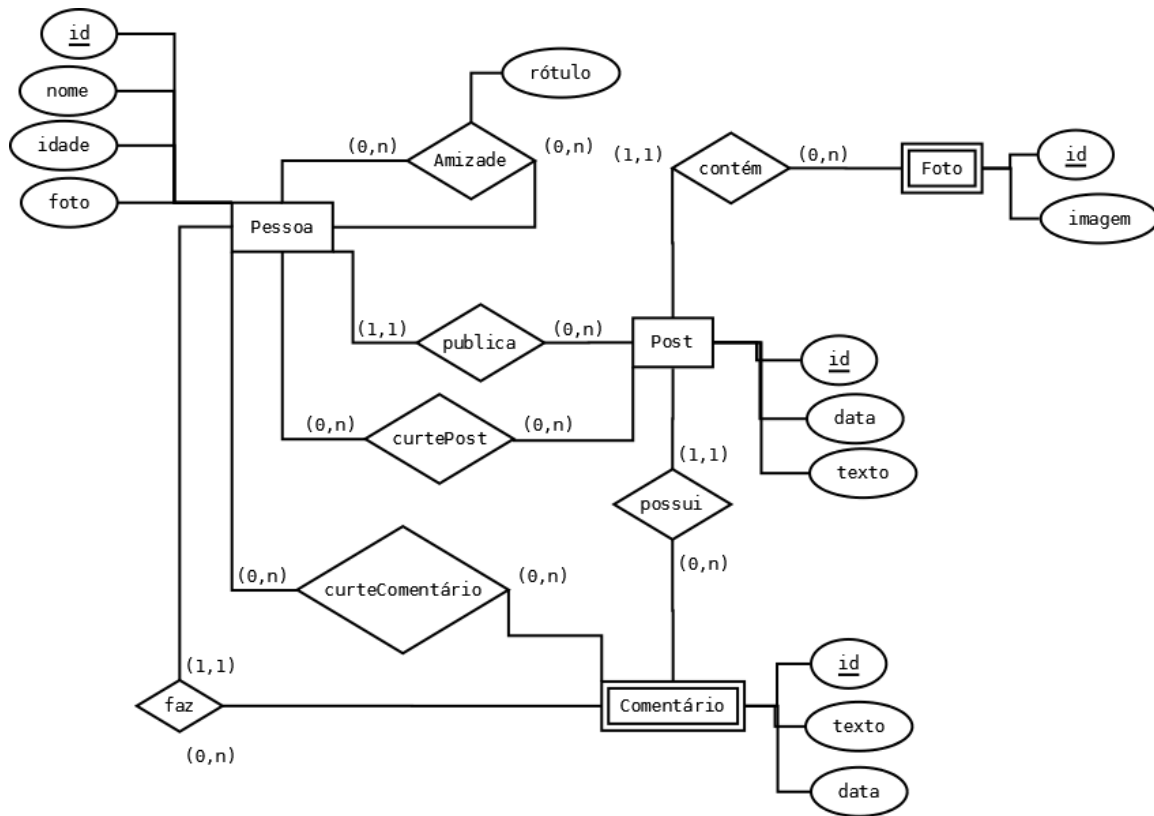 id
nome
idade
foto
Pessoa
rótulo
(0,n)
Amizade
(0,n)
(1,1)
contém
(0,n)
Foto
id
imagem
(1,1)
publica
(0,n)
Post
id
data
texto
(0,n)
curtePost
(0,n)
(1,1)
possui
(0,n)
(0,n)
curteComentário
(0,n)
(1,1)
faz
(0,n)
Comentário
id
texto
data